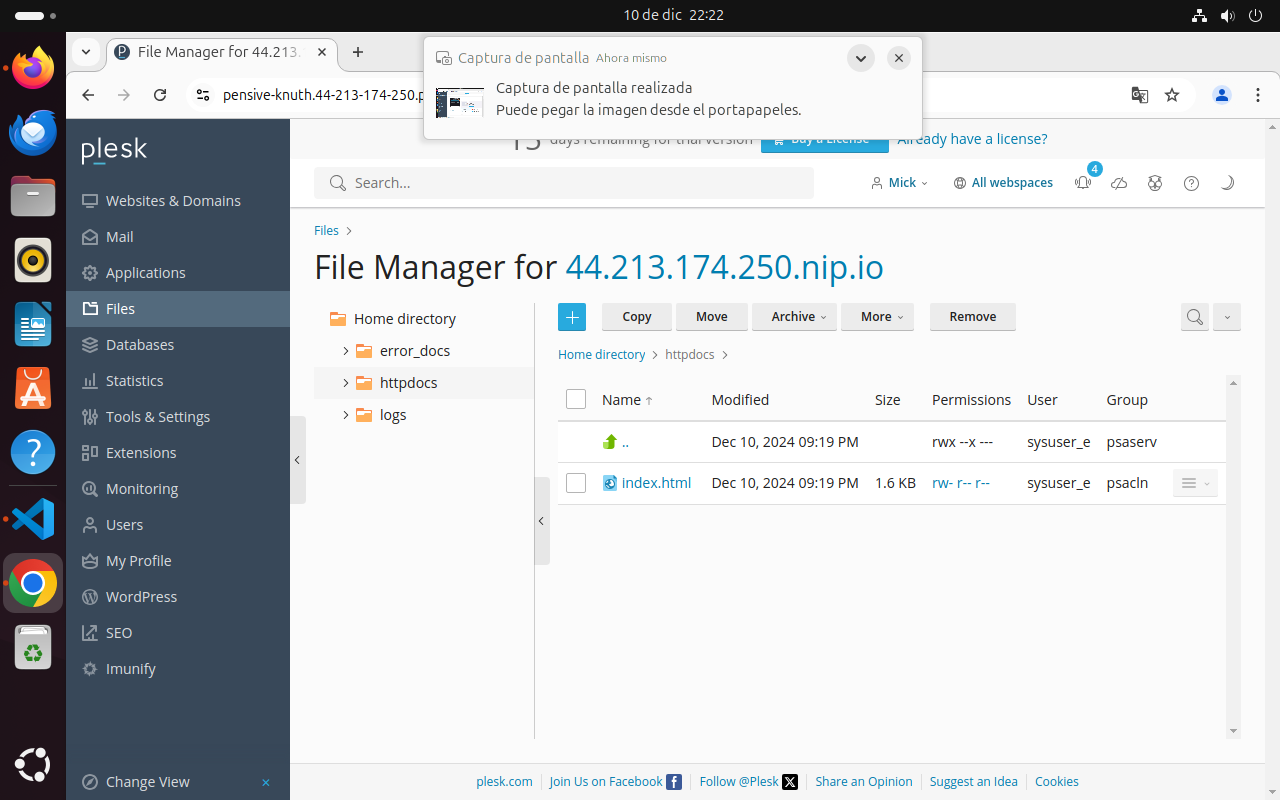 10 de dic 22:22
File Manager for 44.213.
Captura de pantalla Ahora mismo
Captura de pantalla realizada
Puede pegar la imagen desde el portapapeles.
pensive-knuth.44-213-174-250.p
days remaining for trial version
Buy a License
Already have a license?
plesk
Search...
Mick
All webspaces
4
Websites & Domains
Mail
Applications
Files
Databases
Statistics
Tools & Settings
Extensions
Monitoring
Users
My Profile
WordPress
SEO
Imunify
Change View
Files
File Manager for 44.213.174.250.nip.io
Home directory
error_docs
httpdocs
logs
Copy Move Archive More Remove
Home directory httpdocs
Name Modified Size Permissions User Group
.. Dec 10, 2024 09:19 PM rwx --x --- sysuser_e psaserv
index.html Dec 10, 2024 09:19 PM 1.6 KB rw- r-- r-- sysuser_e psacln
plesk.com Join Us on Facebook Follow @Plesk Share an Opinion Suggest an Idea Cookies